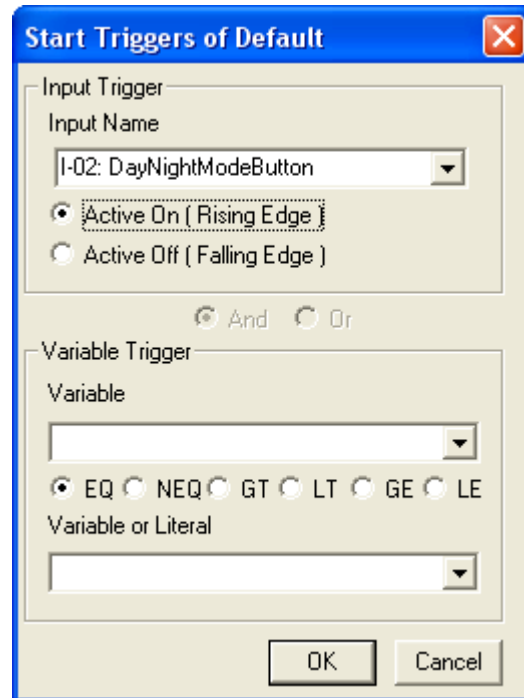 Start Triggers of Default
Input Trigger
Input Name
I-02: DayNightModeButton
Active On ( Rising Edge )
Active Off ( Falling Edge )
And Or
Variable Trigger
Variable
EQ NEQ GT LT GE LE
Variable or Literal
OK Cancel